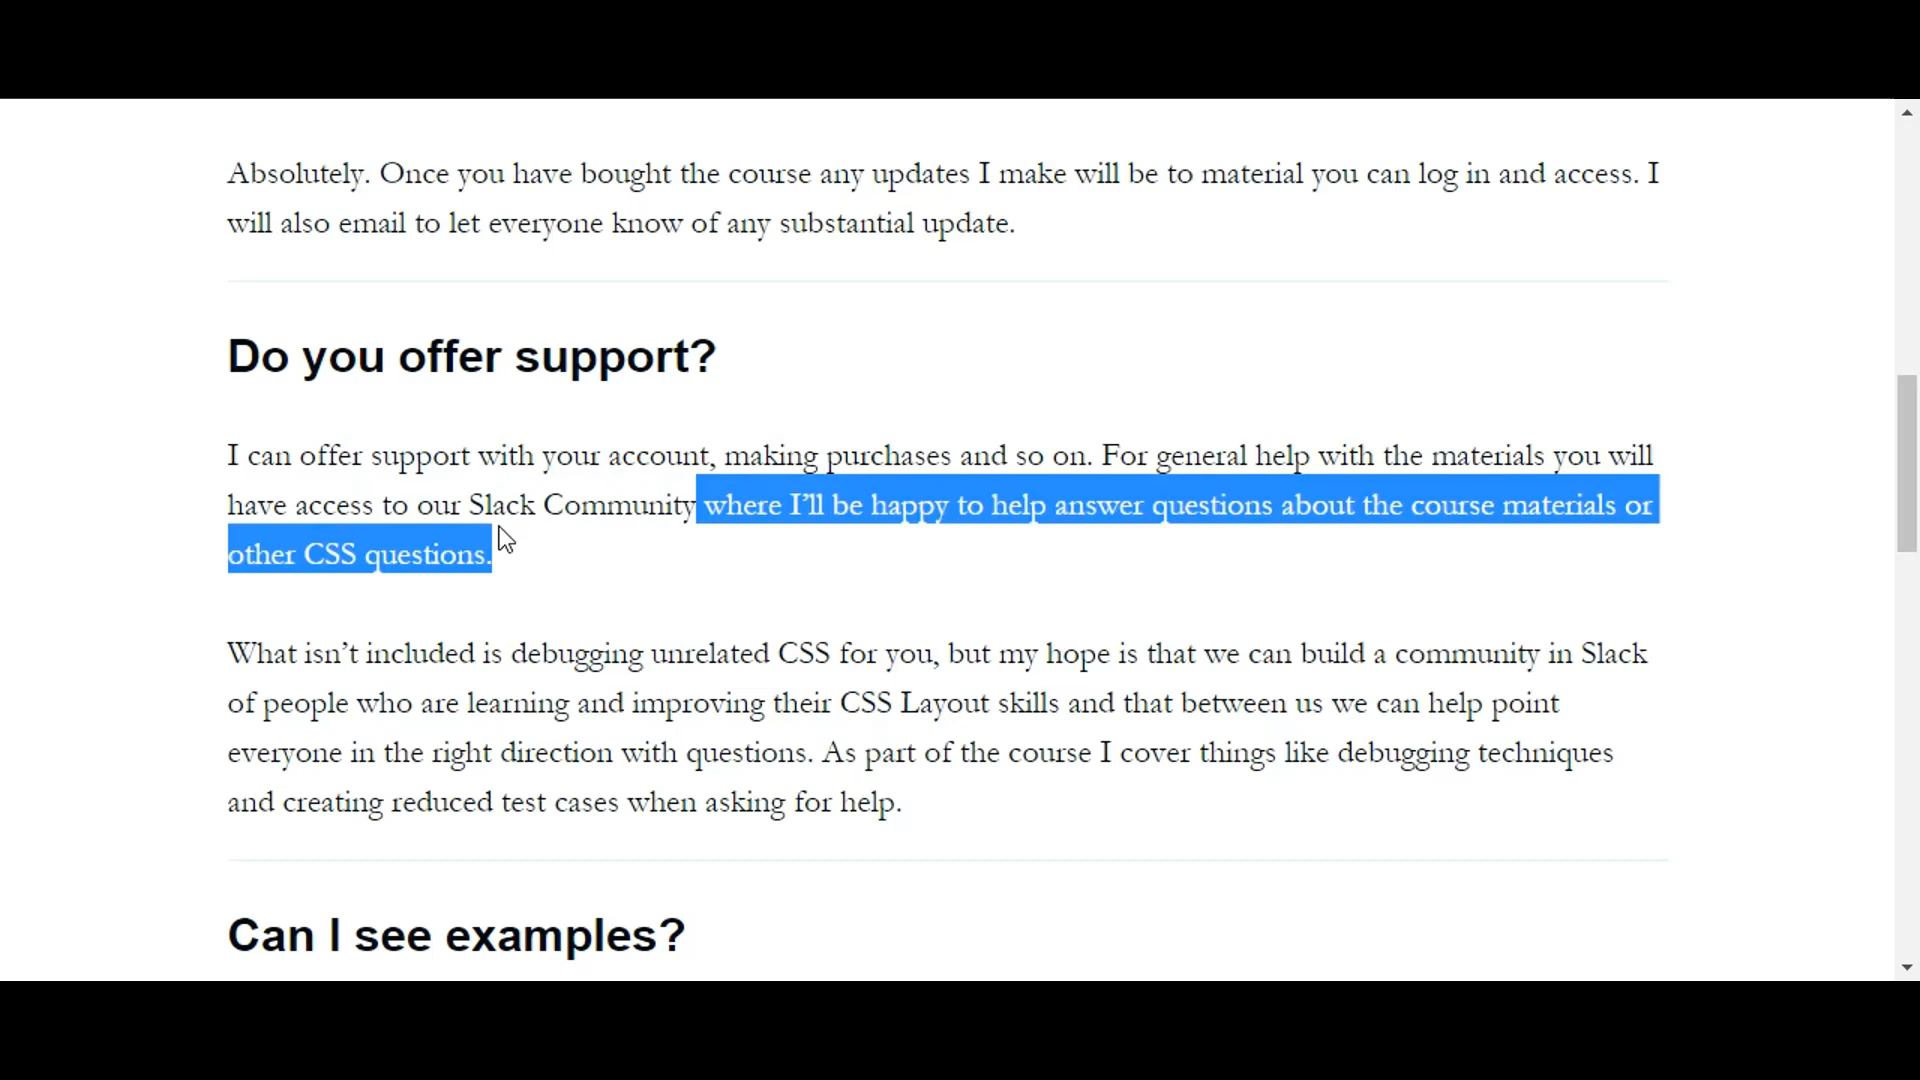 Absolutely. Once you have bought the course any updates I make will be to material you can log in and access. I
will also email to let everyone know of any substantial update.
Do you offer support?
I can offer support with your account, making purchases and so on. For general help with the materials you will
have access to our Slack Community where I’ll be happy to help answer questions about the course materials or
other CSS questions.
What isn’t included is debugging unrelated CSS for you, but my hope is that we can build a community in Slack
of people who are learning and improving their CSS Layout skills and that between us we can help point
everyone in the right direction with questions. As part of the course I cover things like debugging techniques
and creating reduced test cases when asking for help.
Can I see examples?